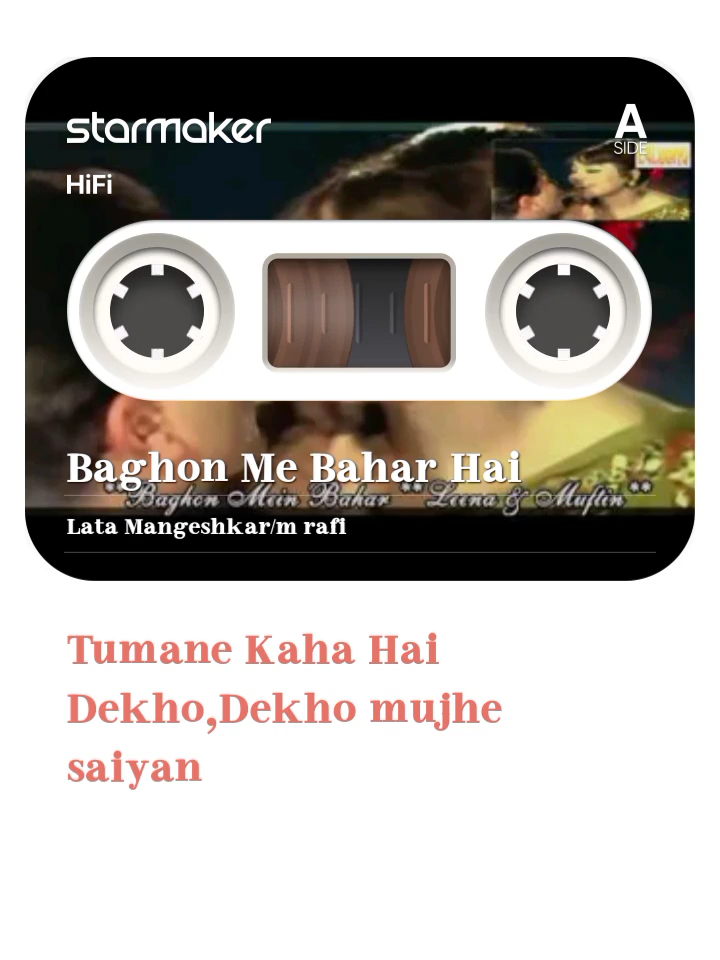 starmaker
A
SIDE
HiFi
Baghon Me Bahar Hai
**Baghon Mein Bahar ** Leena & Muftin**
Lata Mangeshkar/m rafi
Tumane Kaha Hai
Dekho,Dekho mujhe
saiyan